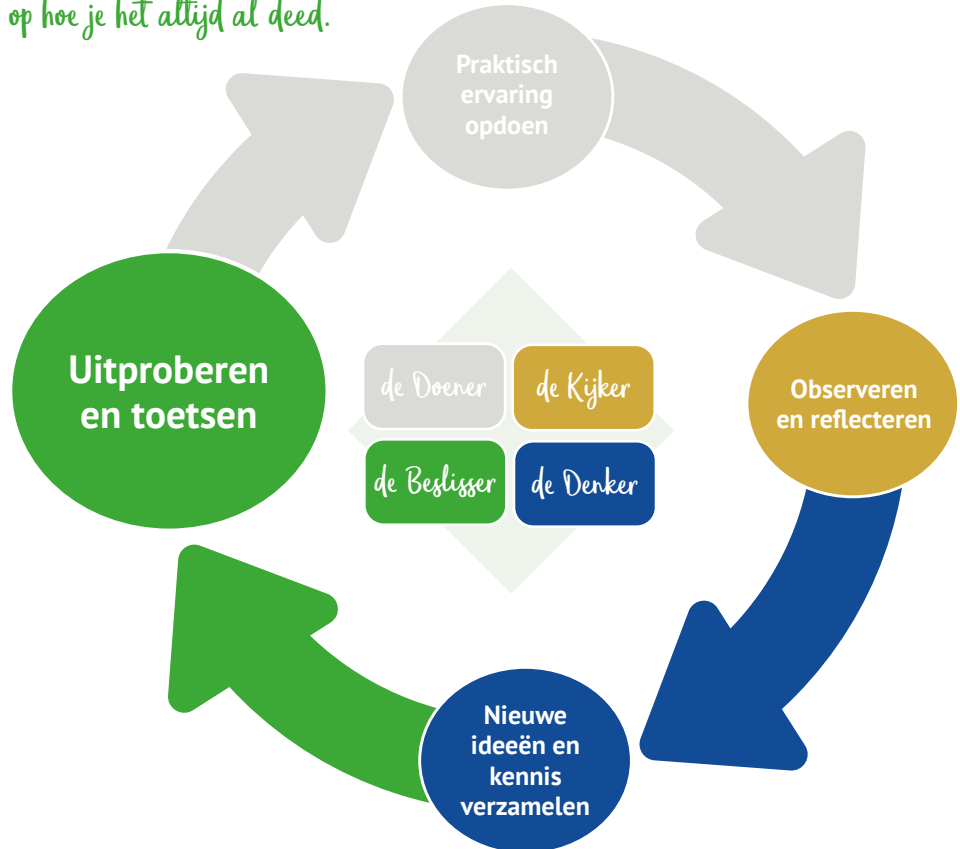 op hoe je het altijd al deed.
Praktisch
ervaring
opdoen
Uitproberen
en toetsen
de Doener
de Kijker
de Beslisser
de Denker
Observeren
en reflecteren
Nieuwe
ideeën en
kennis
verzamelen